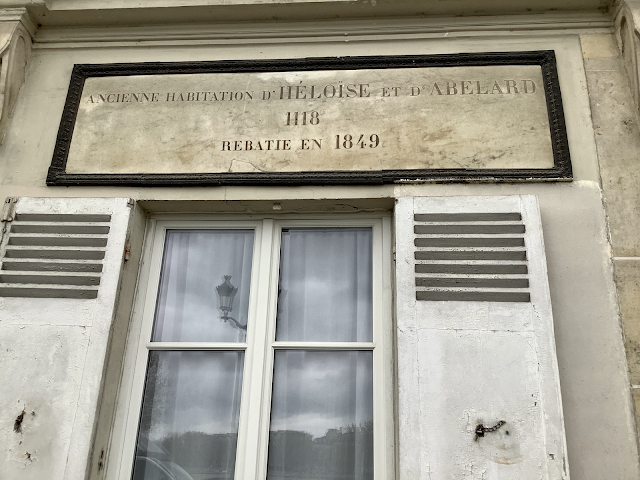 ANCIENNE HABITATION D'HÉLOÏSE ET D'ABELARD
1118
REBATIE EN 1849